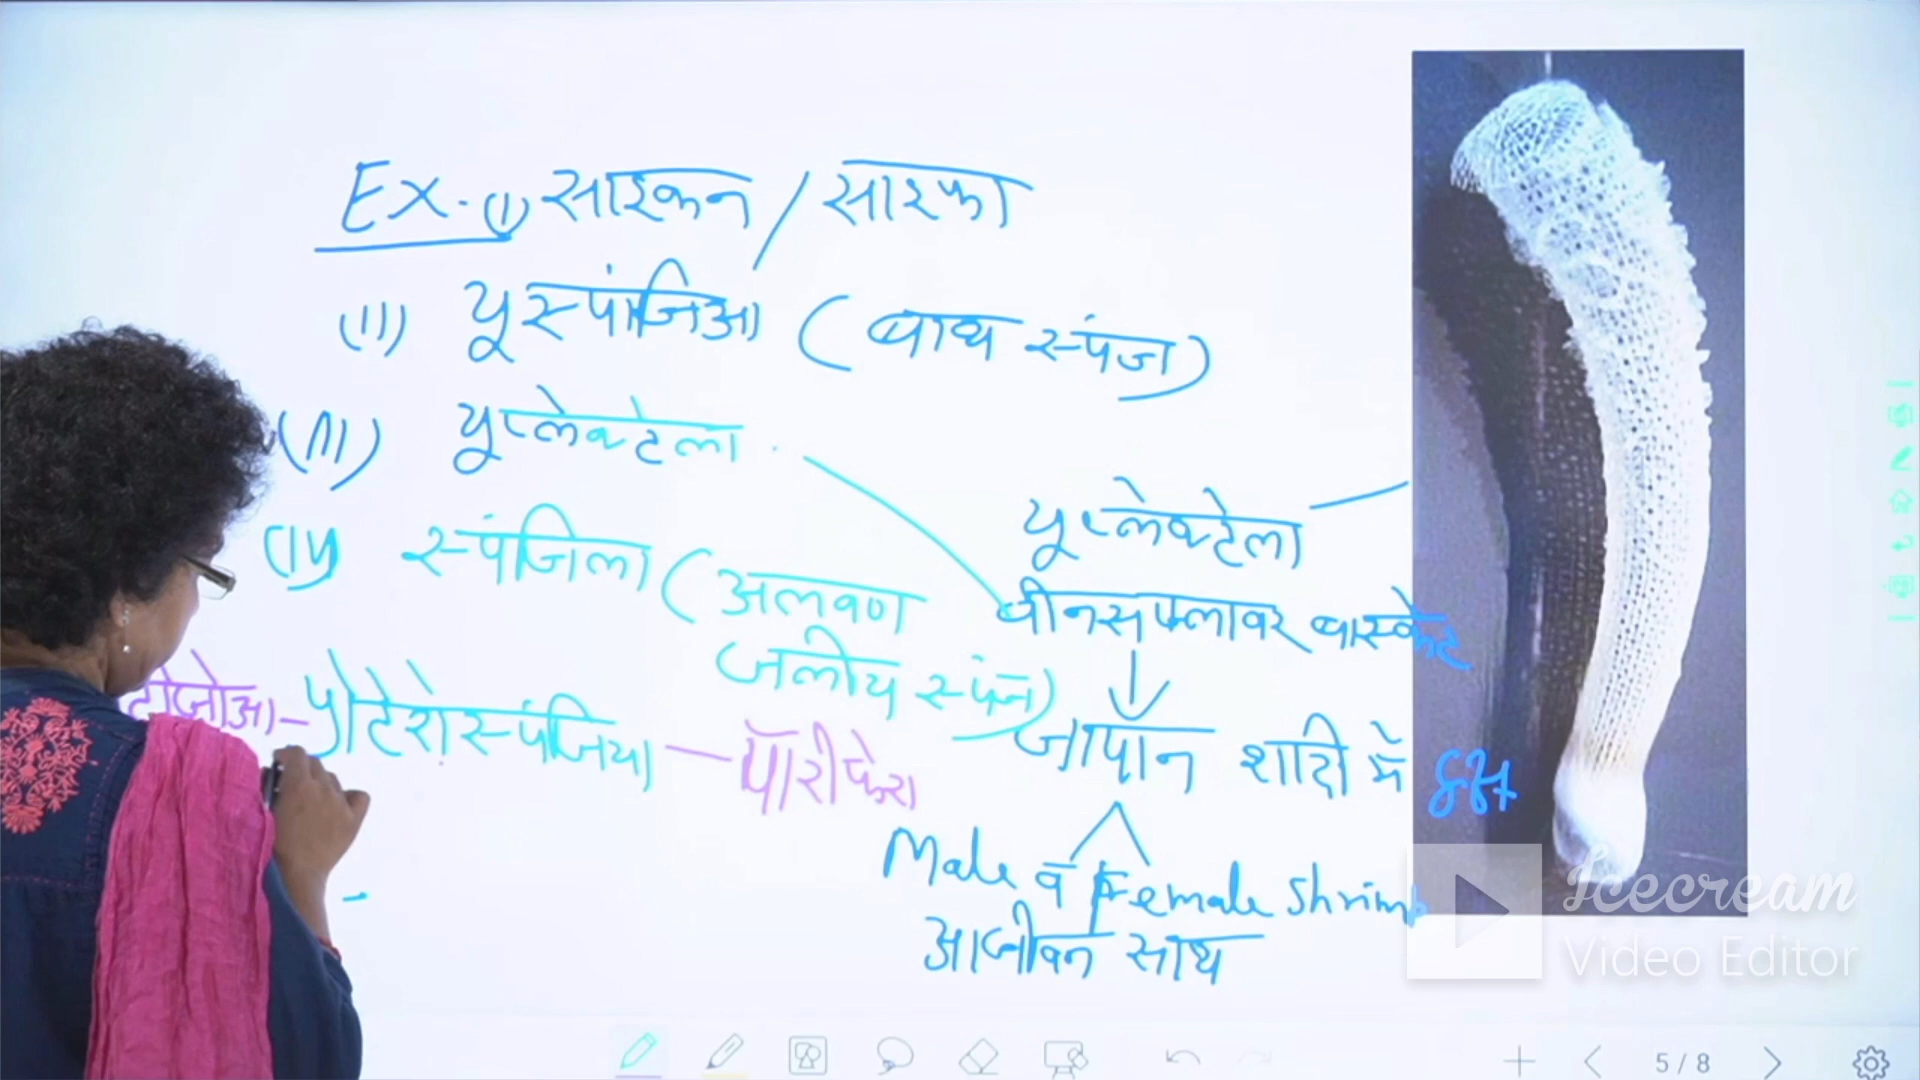 Ex. (I) साइकन / साइफा
(II) यूस्पांजिआ ( बाथ स्पंज)
(III) यूप्लेक्टेला
(IV) स्पंजिला ( अलवण
जलीय स्पंज)
टोजोआ - प्रोटेरोस्पंजिया - पॉरीफेरा
यूप्लेक्टेला
वीनसफ्लावर बास्केट
जापान शादी में
Male व Female Shrimp
आजीवन साथ
Icecream
Video Editor
5 / 8